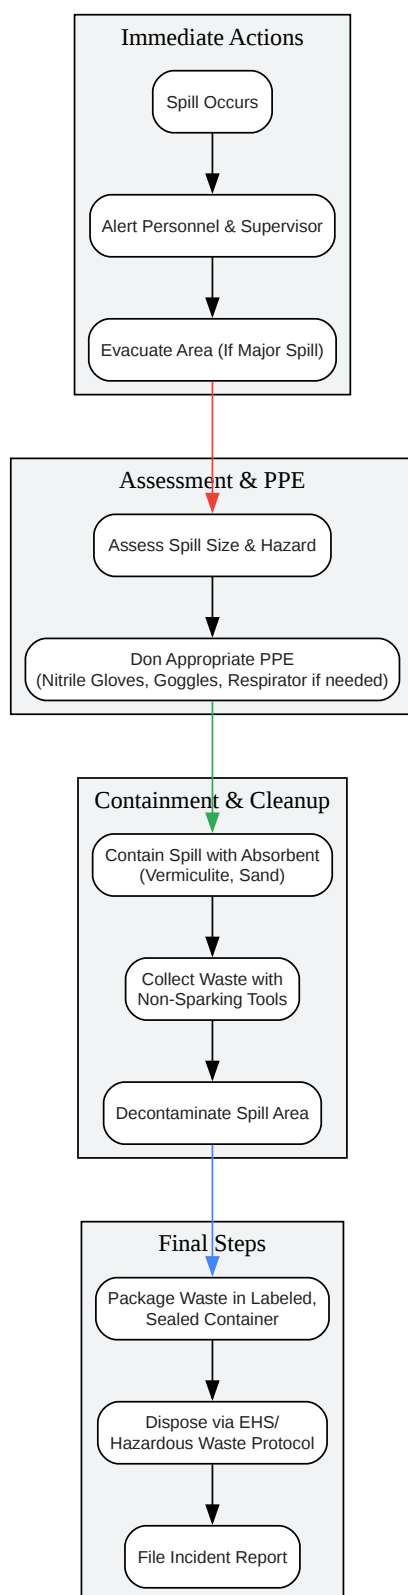 Immediate Actions
Spill Occurs
Alert Personnel & Supervisor
Evacuate Area (If Major Spill)
Assessment & PPE
Assess Spill Size & Hazard
Don Appropriate PPE
(Nitrile Gloves, Goggles, Respirator if needed)
Containment & Cleanup
Contain Spill with Absorbent
(Vermiculite, Sand)
Collect Waste with
Non-Sparking Tools
Decontaminate Spill Area
Final Steps
Package Waste in Labeled,
Sealed Container
Dispose via EHS/
Hazardous Waste Protocol
File Incident Report